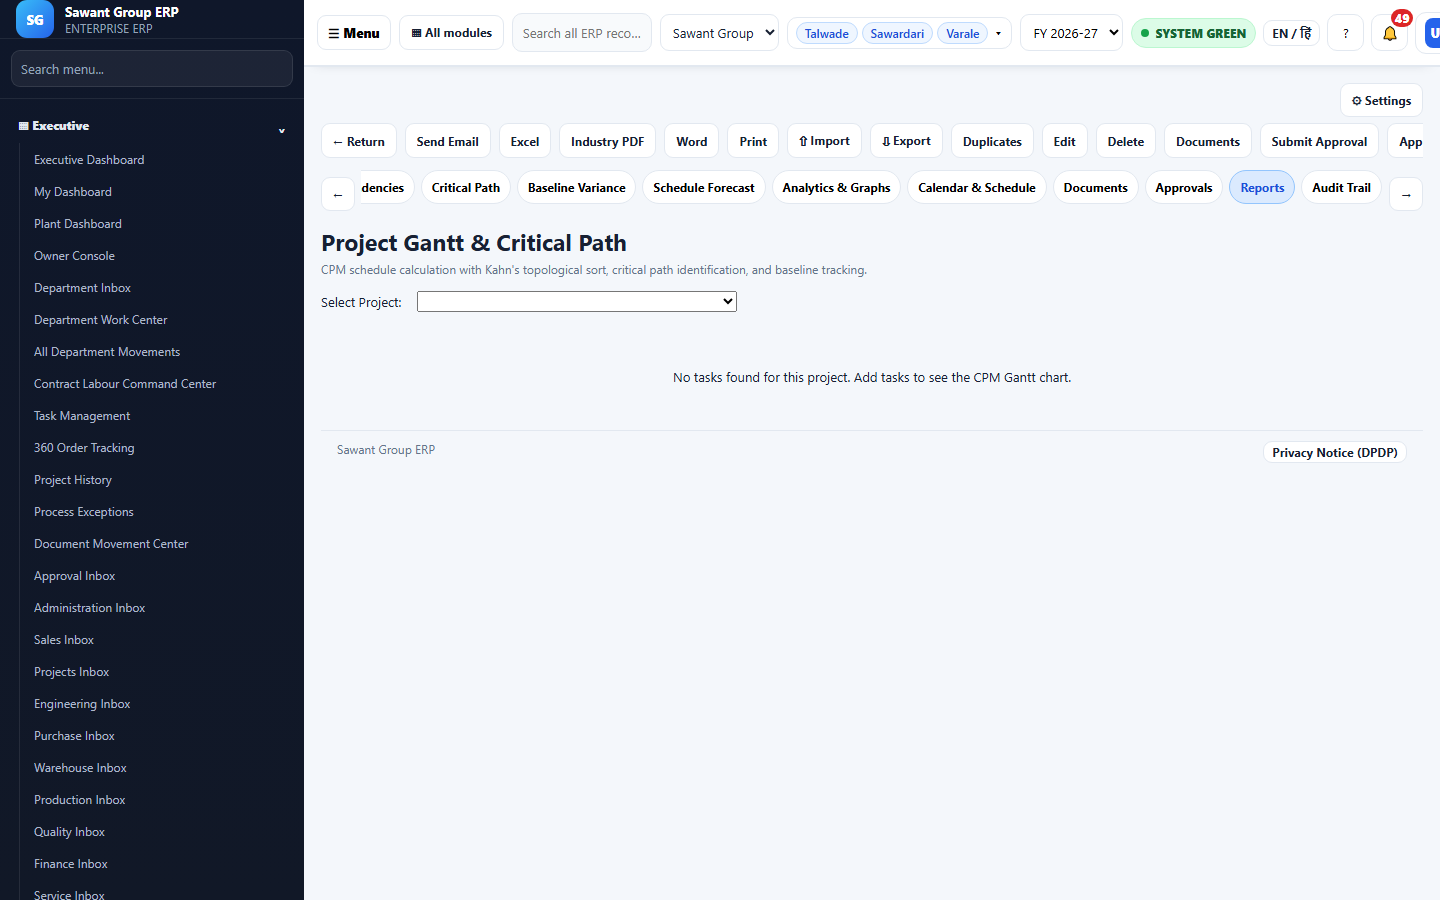 SG
Sawant Group ERP
ENTERPRISE ERP
Search menu...
Executive
Executive Dashboard
My Dashboard
Plant Dashboard
Owner Console
Department Inbox
Department Work Center
All Department Movements
Contract Labour Command Center
Task Management
360 Order Tracking
Project History
Process Exceptions
Document Movement Center
Approval Inbox
Administration Inbox
Sales Inbox
Projects Inbox
Engineering Inbox
Purchase Inbox
Warehouse Inbox
Production Inbox
Quality Inbox
Finance Inbox
Service Inbox
☰ Menu
All modules
Search all ERP reco...
Sawant Group
Talwade Sawardari Varale
FY 2026-27
SYSTEM GREEN
EN / हिं
?
49
U
⚙ Settings
← Return Send Email Excel Industry PDF Word Print ⇧ Import ⇩ Export Duplicates Edit Delete Documents Submit Approval App
← dencies Critical Path Baseline Variance Schedule Forecast Analytics & Graphs Calendar & Schedule Documents Approvals Reports Audit Trail →
Project Gantt & Critical Path
CPM schedule calculation with Kahn's topological sort, critical path identification, and baseline tracking.
Select Project:
No tasks found for this project. Add tasks to see the CPM Gantt chart.
Sawant Group ERP
Privacy Notice (DPDP)